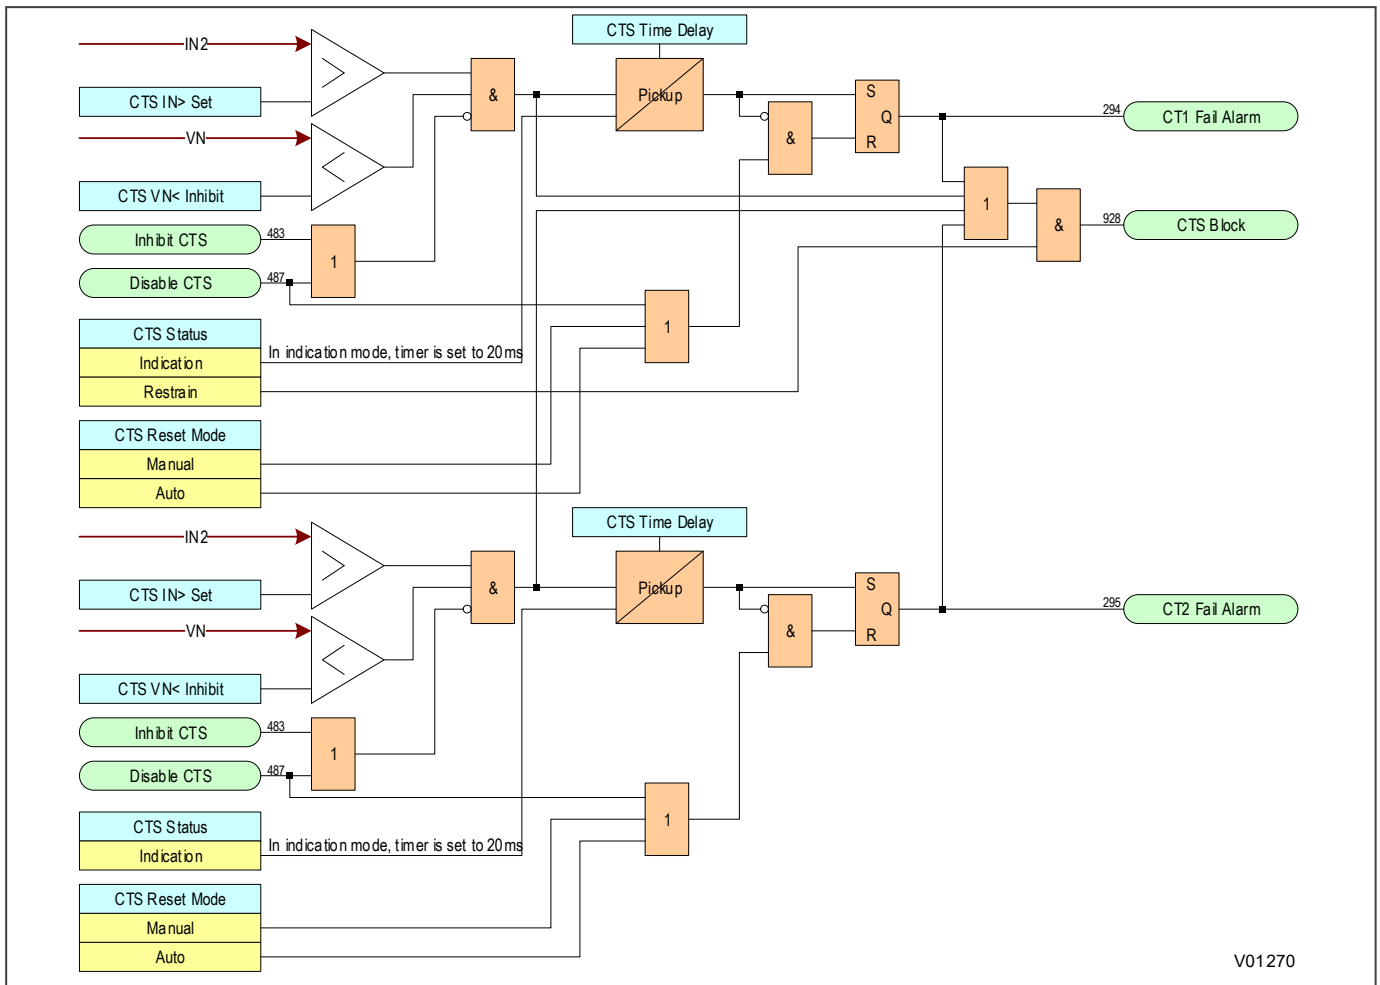 IN2
CTS IN> Set
VN
CTS VN< Inhibit
Inhibit CTS
483
Disable CTS
487
1
&
CTS Time Delay
Pickup
&
S
Q
R
294
CT1 Fail Alarm
1
&
928
CTS Block
CTS Status
Indication
In indication mode, timer is set to 20ms
Restrain
1
CTS Reset Mode
Manual
Auto
IN2
CTS IN> Set
VN
CTS VN< Inhibit
Inhibit CTS
483
Disable CTS
487
1
&
CTS Time Delay
Pickup
&
S
Q
R
295
CT2 Fail Alarm
CTS Status
Indication
In indication mode, timer is set to 20ms
1
CTS Reset Mode
Manual
Auto
V01270